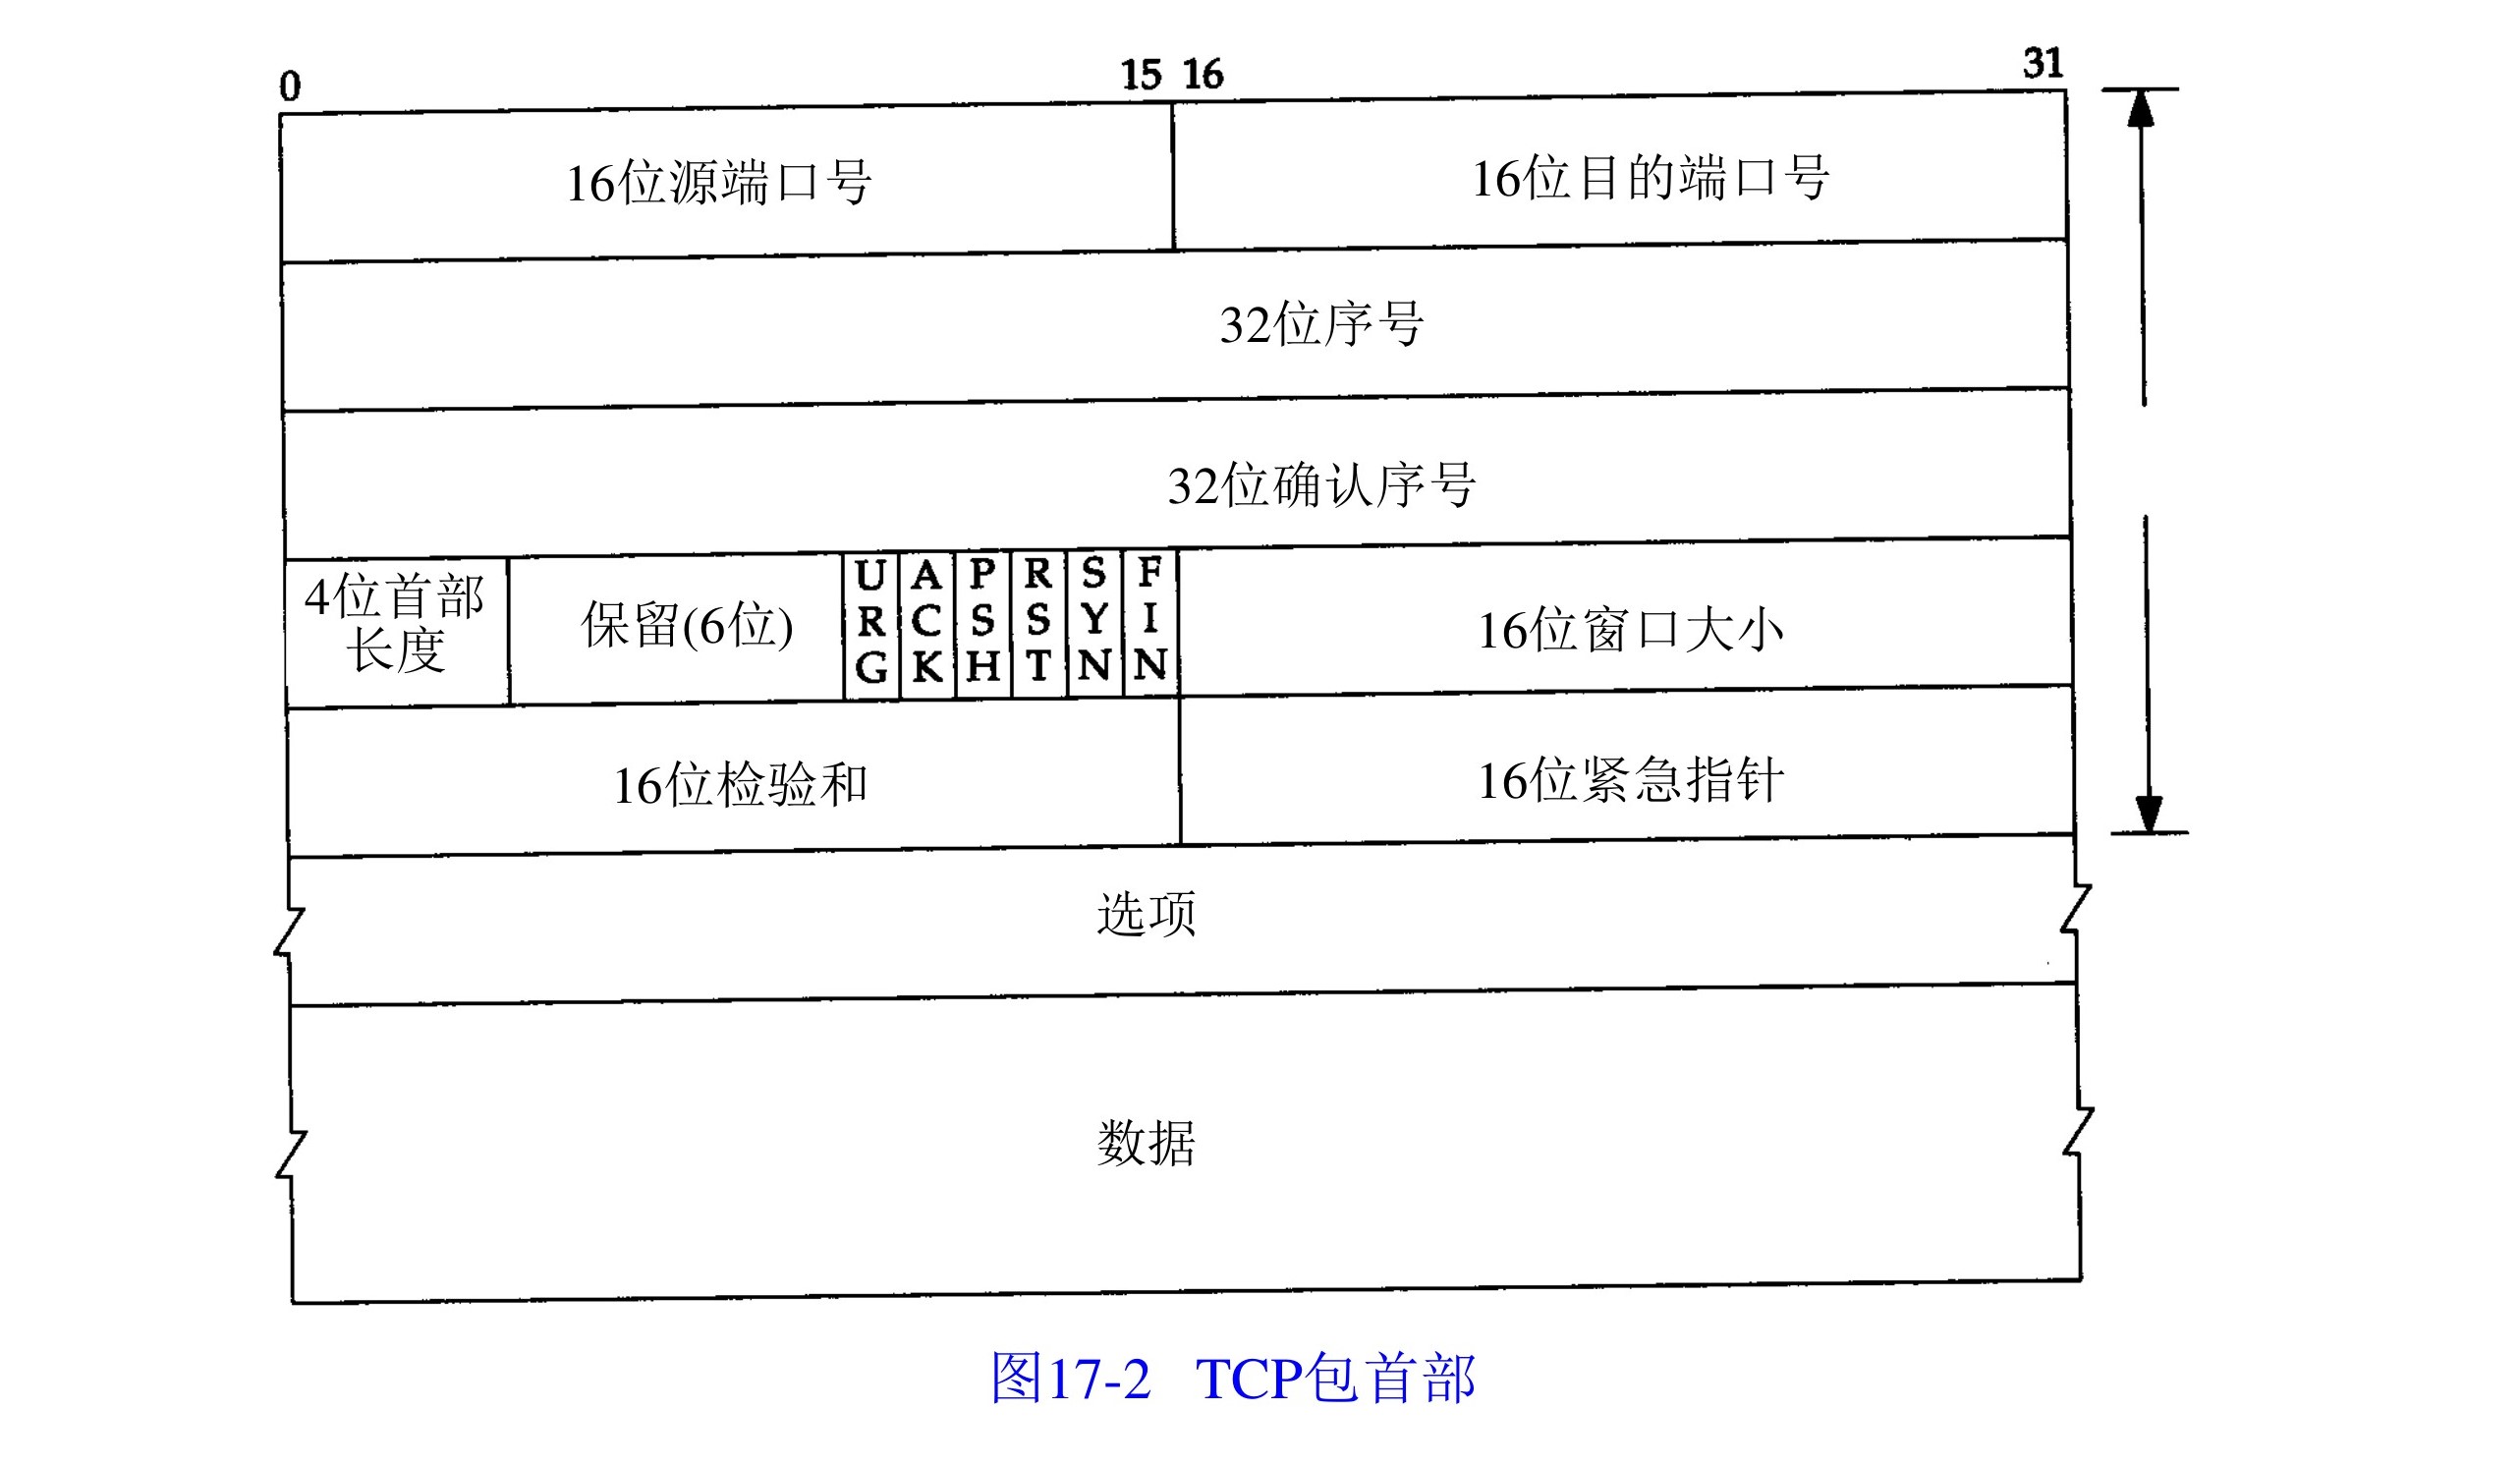 0 15 16 31
16位源端口号 16位目的端口号
32位序号
32位确认序号
4位首部
长度
保留(6位)
URG
ACK
PSH
RST
SYN
FIN
16位窗口大小
16位检验和 16位紧急指针
选项
数据
图17-2 TCP包首部